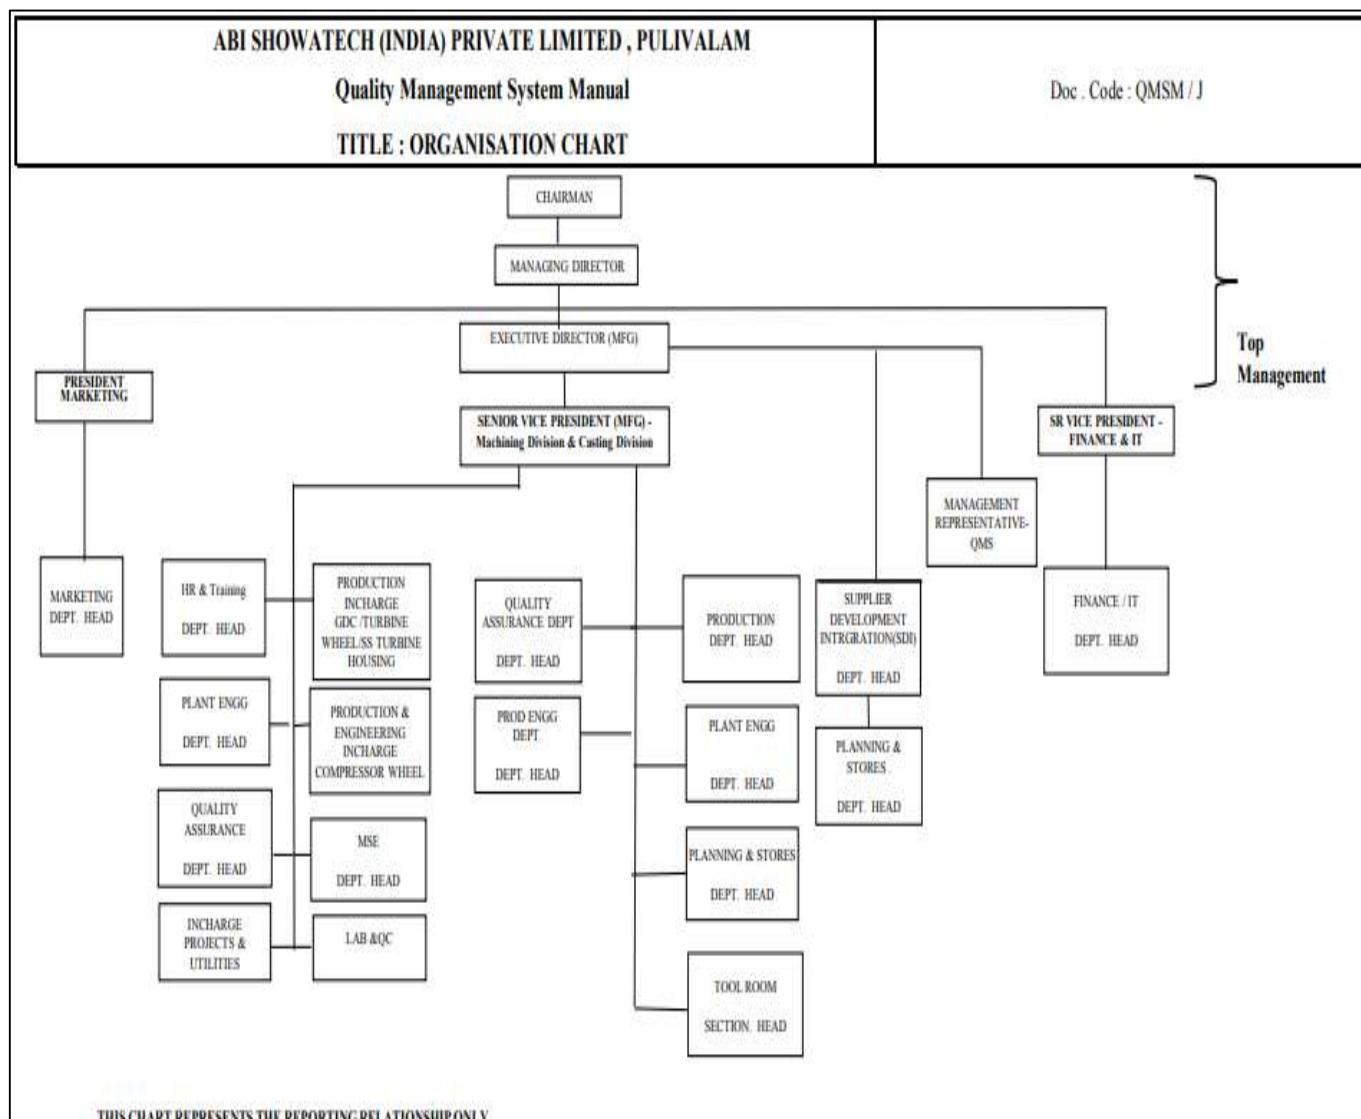 ABI SHOWATECH (INDIA) PRIVATE LIMITED , PULIVALAM
Quality Management System Manual
TITLE : ORGANISATION CHART
Doc . Code : QMSM / J
CHAIRMAN
MANAGING DIRECTOR
EXECUTIVE DIRECTOR (MFG)
Top
Management
PRESIDENT
MARKETING
SENIOR VICE PRESIDENT (MFG) -
Machining Division & Casting Division
SR VICE PRESIDENT -
FINANCE & IT
MANAGEMENT
REPRESENTATIVE-
QMS
MARKETING
DEPT. HEAD
HR & Training
DEPT. HEAD
PRODUCTION
INCHARGE
GDC /TURBINE
WHEEL/SS TURBINE
HOUSING
QUALITY
ASSURANCE DEPT
DEPT. HEAD
PRODUCTION
DEPT. HEAD
SUPPLIER
DEVELOPMENT
INTRGRATION(SDI)
DEPT. HEAD
FINANCE / IT
DEPT. HEAD
PLANT ENGG
DEPT. HEAD
PRODUCTION &
ENGINEERING
INCHARGE
COMPRESSOR WHEEL
PROD ENGG
DEPT
DEPT. HEAD
PLANT ENGG
DEPT. HEAD
PLANNING &
STORES .
DEPT. HEAD
QUALITY
ASSURANCE
DEPT. HEAD
MSE
DEPT. HEAD
PLANNING & STORES
DEPT. HEAD
INCHARGE
PROJECTS &
UTILITIES
LAB &QC
TOOL ROOM
SECTION. HEAD
THIS CHART REPRESENTS THE REPORTING RELATIONSHIP ONLY